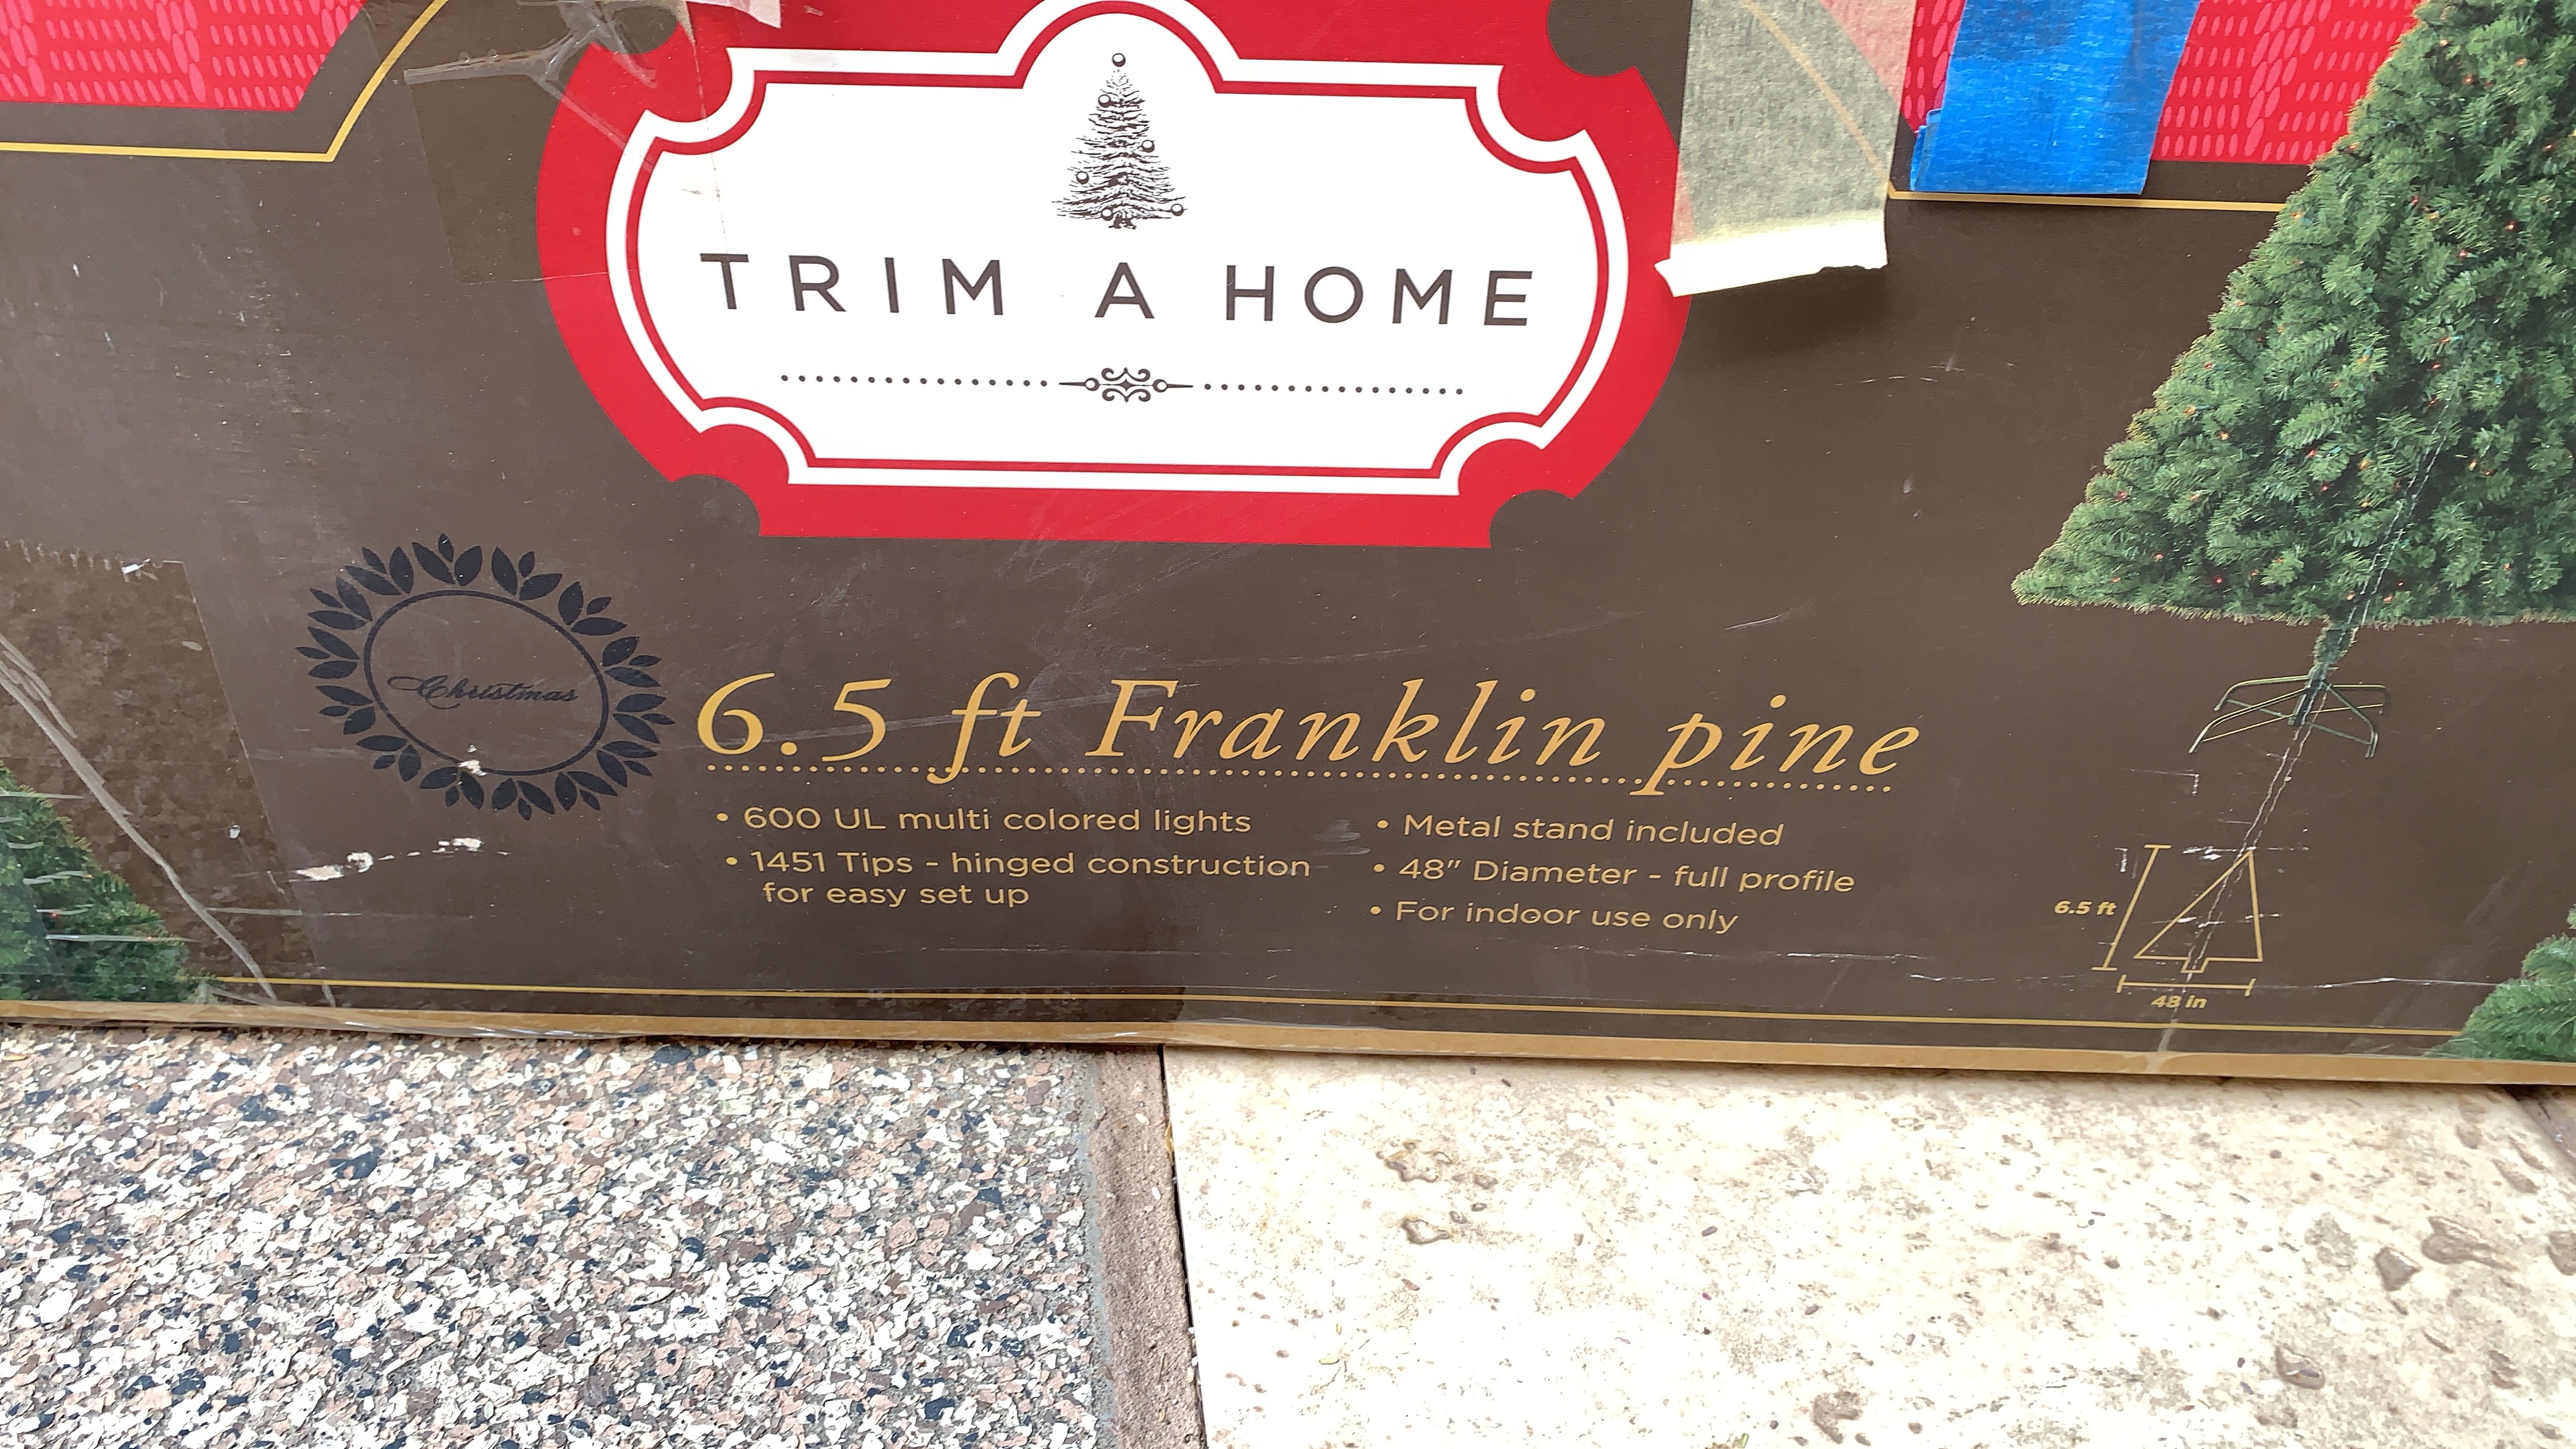 TRIM A HOME
Christmas
6.5 ft Franklin pine
• 600 UL multi colored lights
• 1451 Tips - hinged construction
for easy set up
• Metal stand included
• 48" Diameter - full profile
• For indoor use only
6.5 ft
48 in